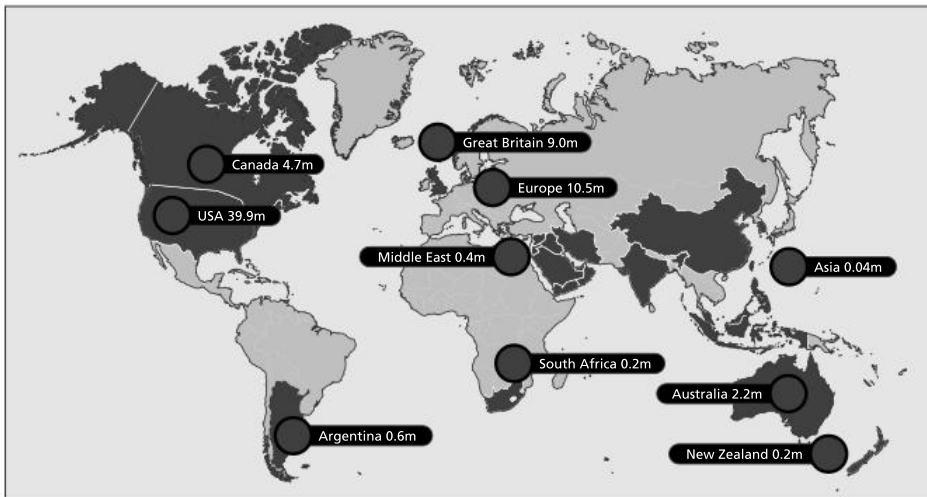 Great Britain 9.0m
Canada 4.7m
Europe 10.5m
USA 39.9m
Middle East 0.4m
Asia 0.04m
South Africa 0.2m
Australia 2.2m
Argentina 0.6m
New Zealand 0.2m